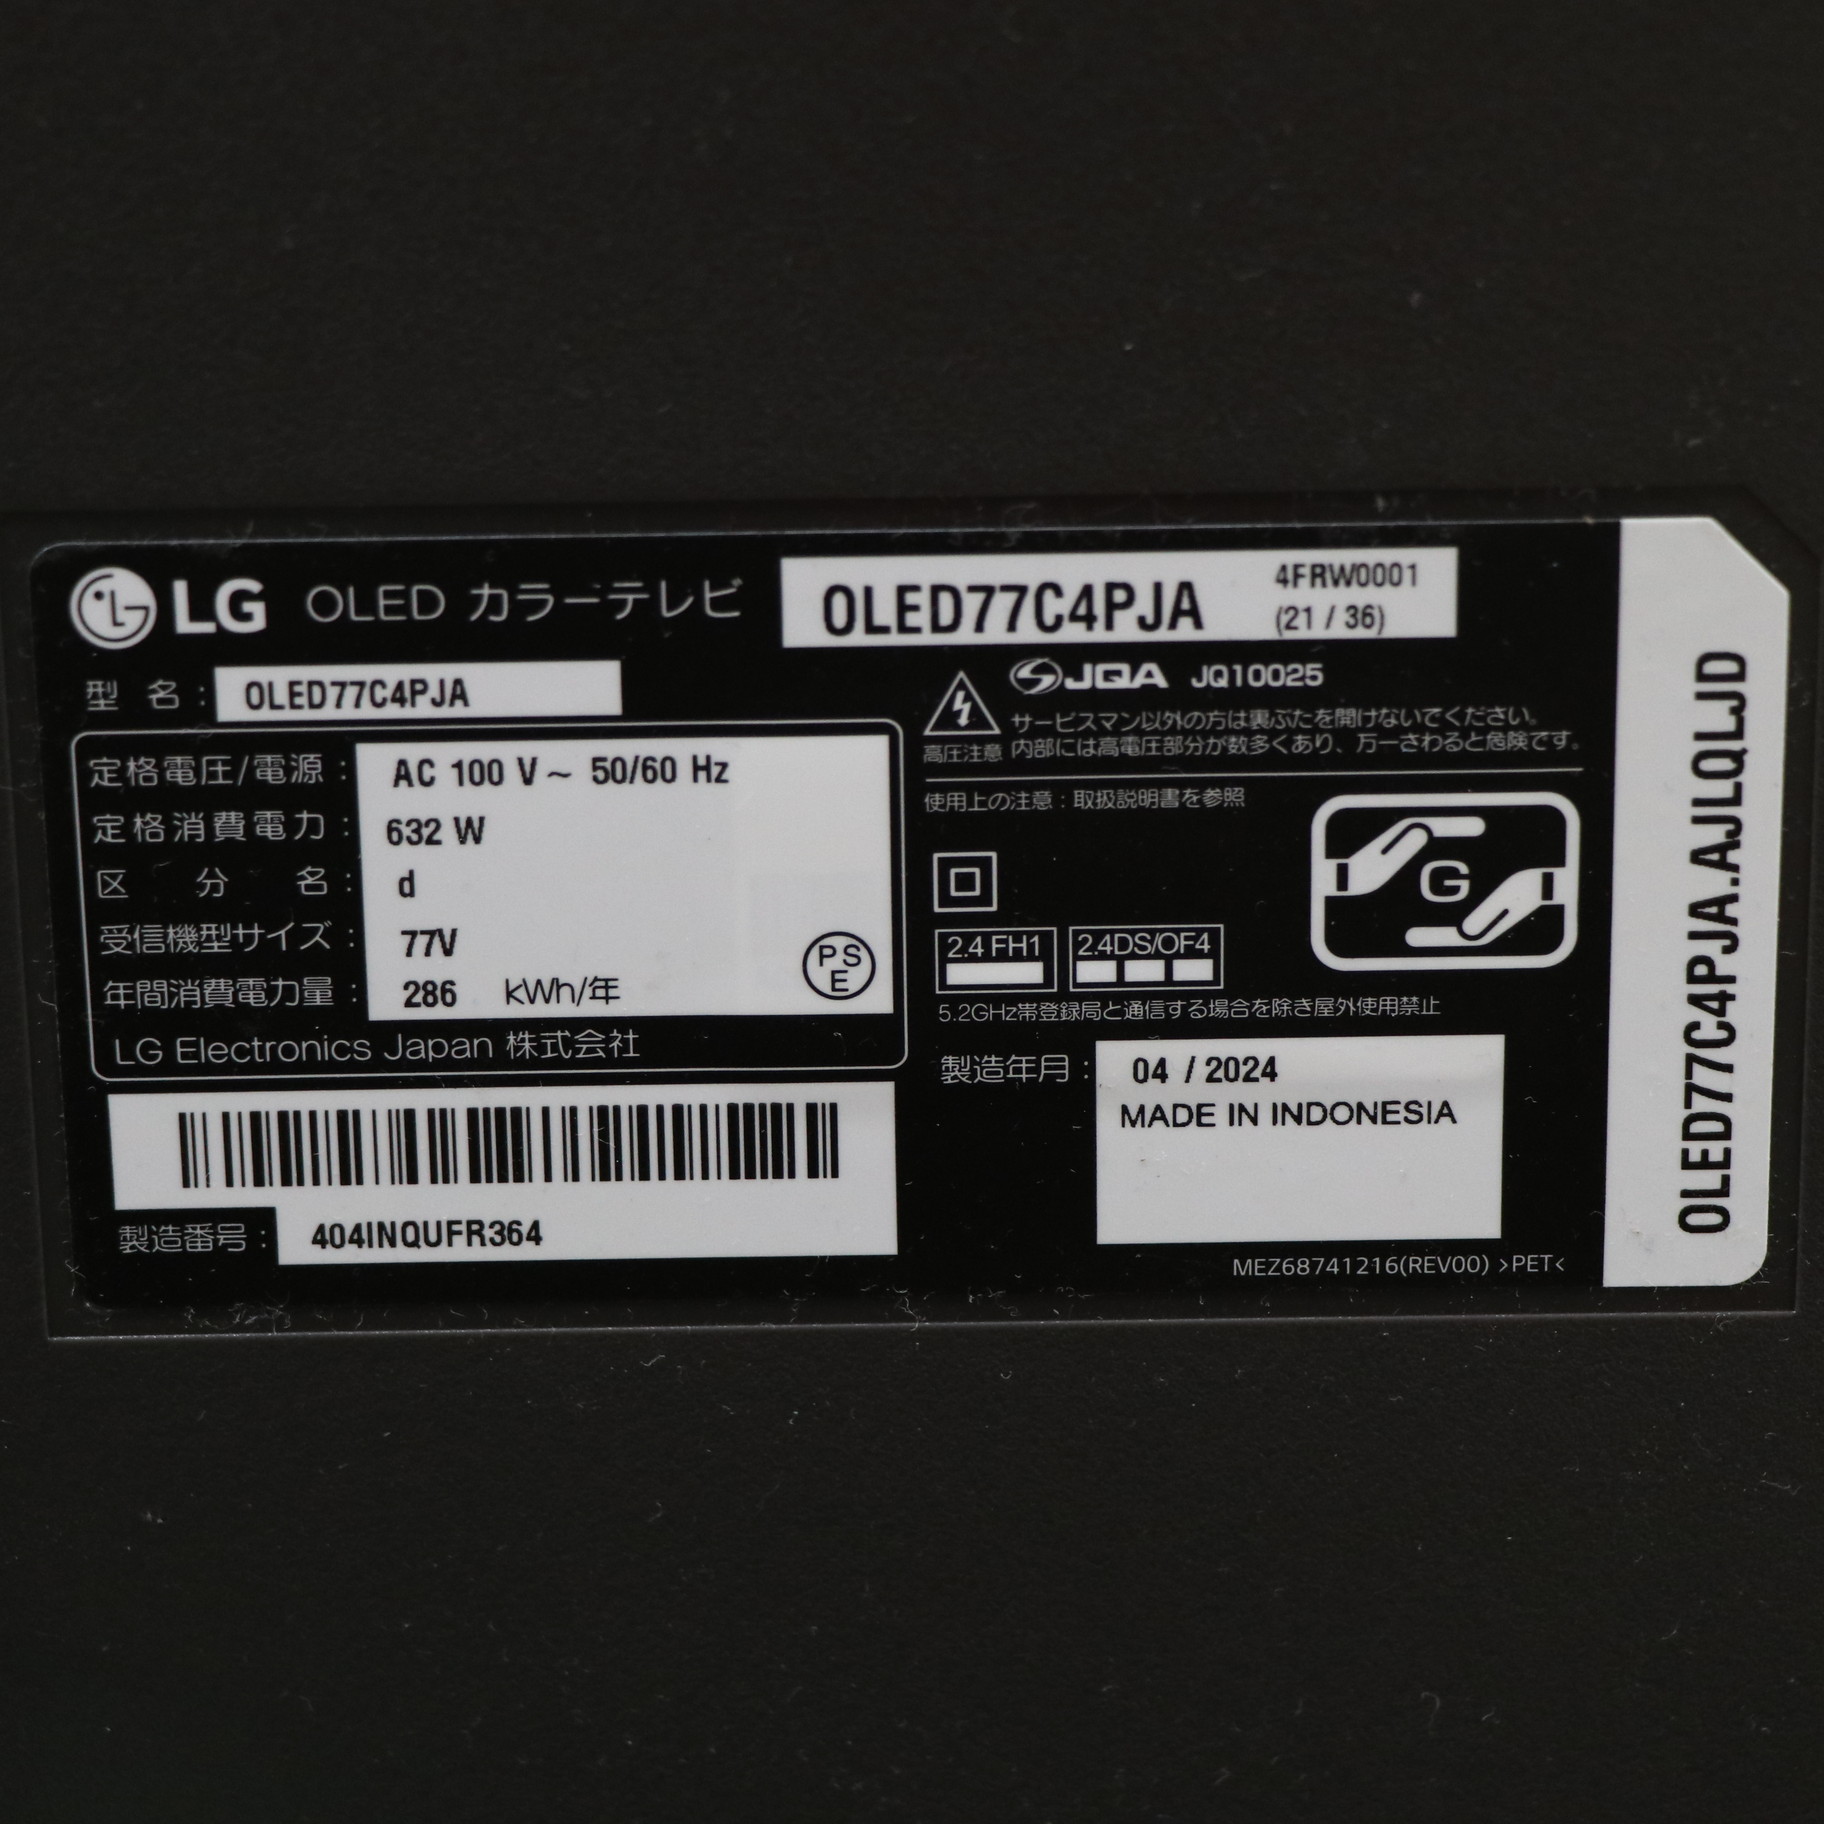 LG OLED カラーテレビ OLED77C4PJA 4FRW0001
(21 / 36)
型 名 : OLED77C4PJA
定格電圧/電源 : AC 100 V～ 50/60 Hz
定格消費電力 : 632 W
区 分 名 : d
受信機型サイズ : 77V
年間消費電力量 : 286 kWh/年
PS
E
LG Electronics Japan 株式会社
製造番号 : 404INQUFR364
JQA JQ10025
サービスマン以外の方は裏ぶたを開けないでください。
高圧注意 内部には高電圧部分が数多くあり、万一さわると危険です。
使用上の注意 : 取扱説明書を参照
G
2.4 FH1 2.4DS/OF4
5.2GHz帯登録局と通信する場合を除き屋外使用禁止
製造年月 : 04 / 2024
MADE IN INDONESIA
MEZ68741216(REV00) >PET<
OLED77C4PJA.AJLQLJD